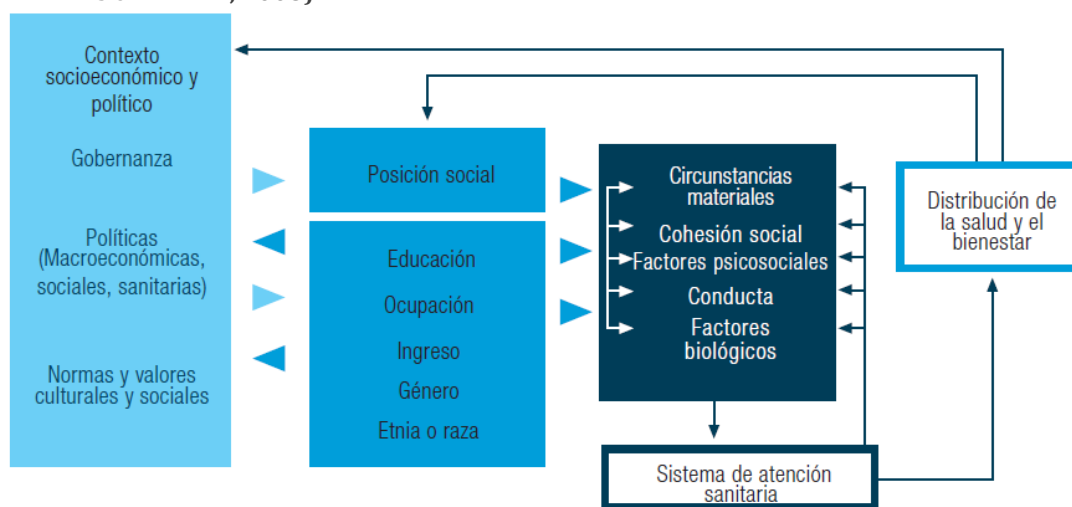 Contexto
socioeconómico y
político
Gobernanza
Políticas
(Macroeconómicas,
sociales, sanitarias)
Normas y valores
culturales y sociales
Posición social
Educación
Ocupación
Ingreso
Género
Etnia o raza
Circunstancias
materiales
Cohesión social
Factores psicosociales
Conducta
Factores
biológicos
Sistema de atención
sanitaria
Distribución de
la salud y el
bienestar